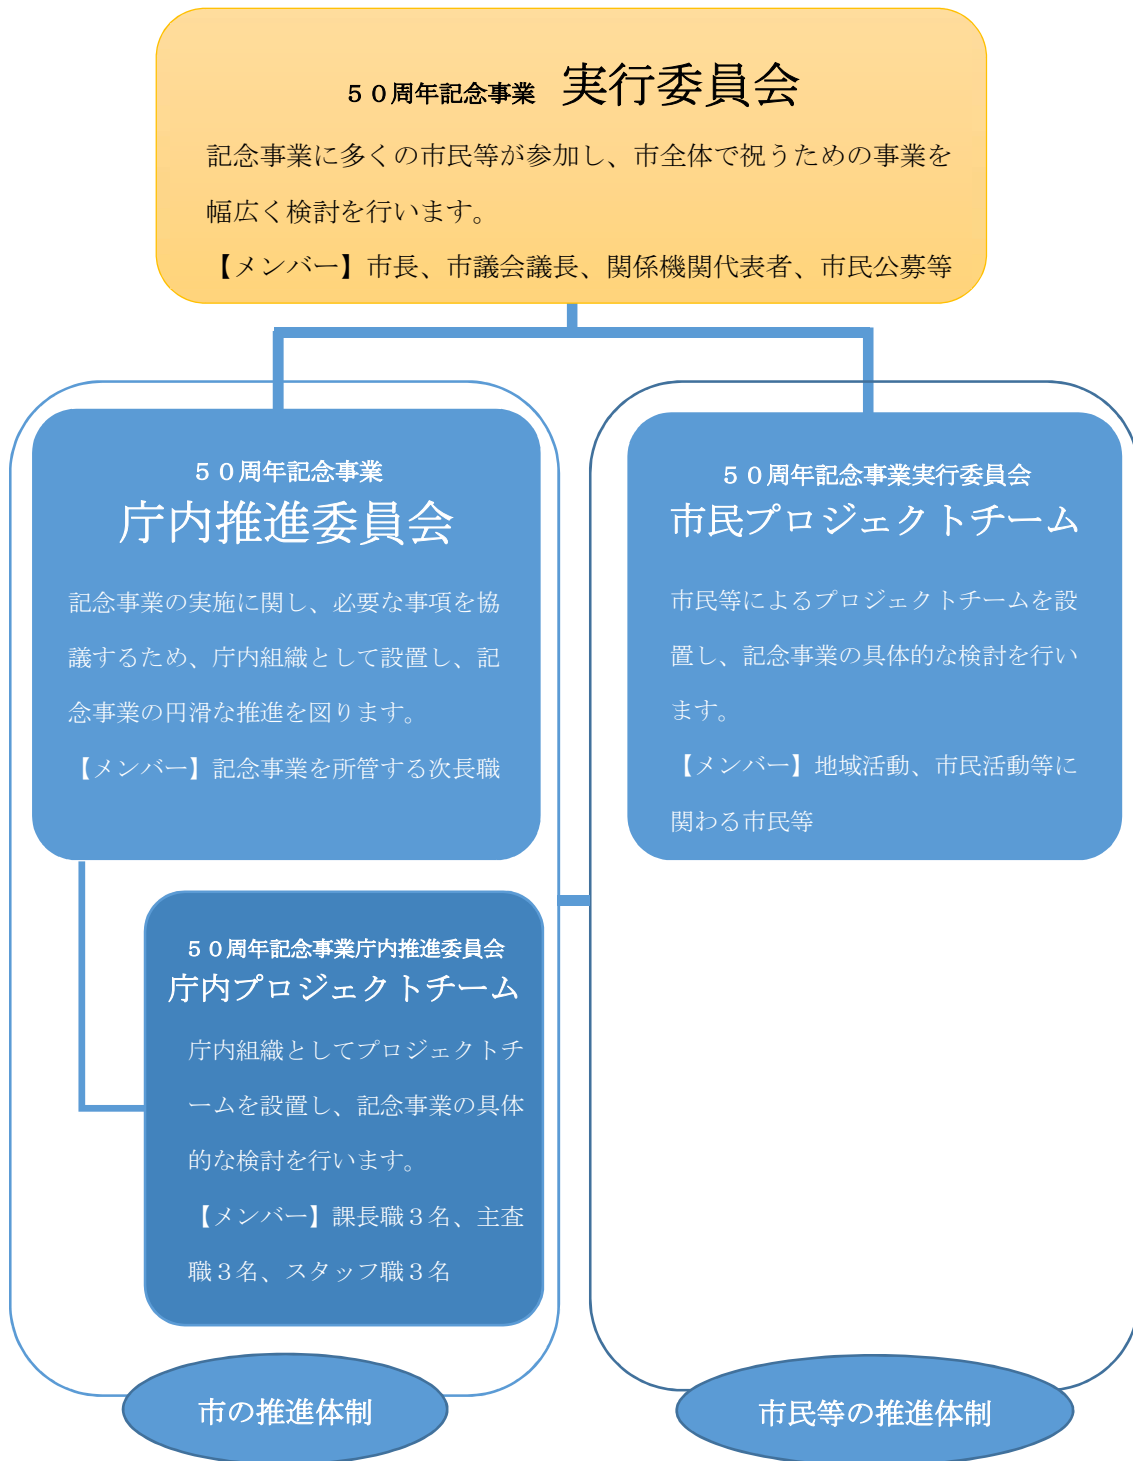 ５０周年記念事業 実行委員会
記念事業に多くの市民等が参加し、市全体で祝うための事業を
幅広く検討を行います。
【メンバー】市長、市議会議長、関係機関代表者、市民公募等
５０周年記念事業
庁内推進委員会
記念事業の実施に関し、必要な事項を協
議するため、庁内組織として設置し、記
念事業の円滑な推進を図ります。
【メンバー】記念事業を所管する次長職
５０周年記念事業実行委員会
市民プロジェクトチーム
市民等によるプロジェクトチームを設
置し、記念事業の具体的な検討を行い
ます。
【メンバー】地域活動、市民活動等に
関わる市民等
５０周年記念事業庁内推進委員会
庁内プロジェクトチーム
庁内組織としてプロジェクトチ
ームを設置し、記念事業の具体
的な検討を行います。
【メンバー】課長職３名、主査
職３名、スタッフ職３名
市の推進体制
市民等の推進体制